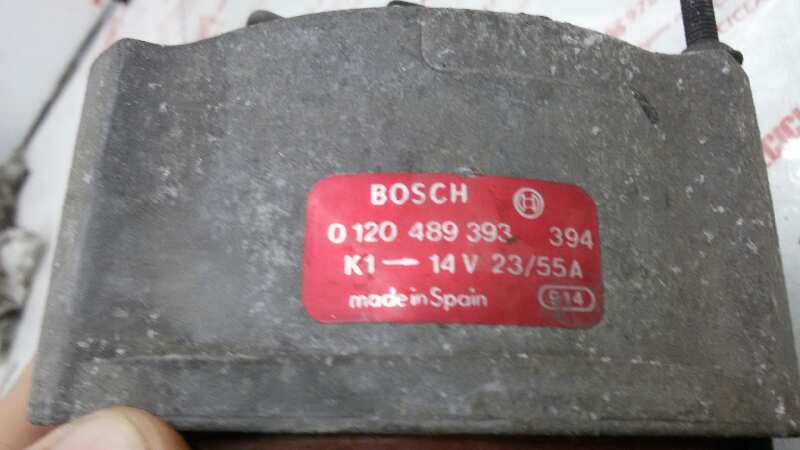 BOSCH
0 120 489 393 394
K1 → 14 V 23/55A
made in Spain 914